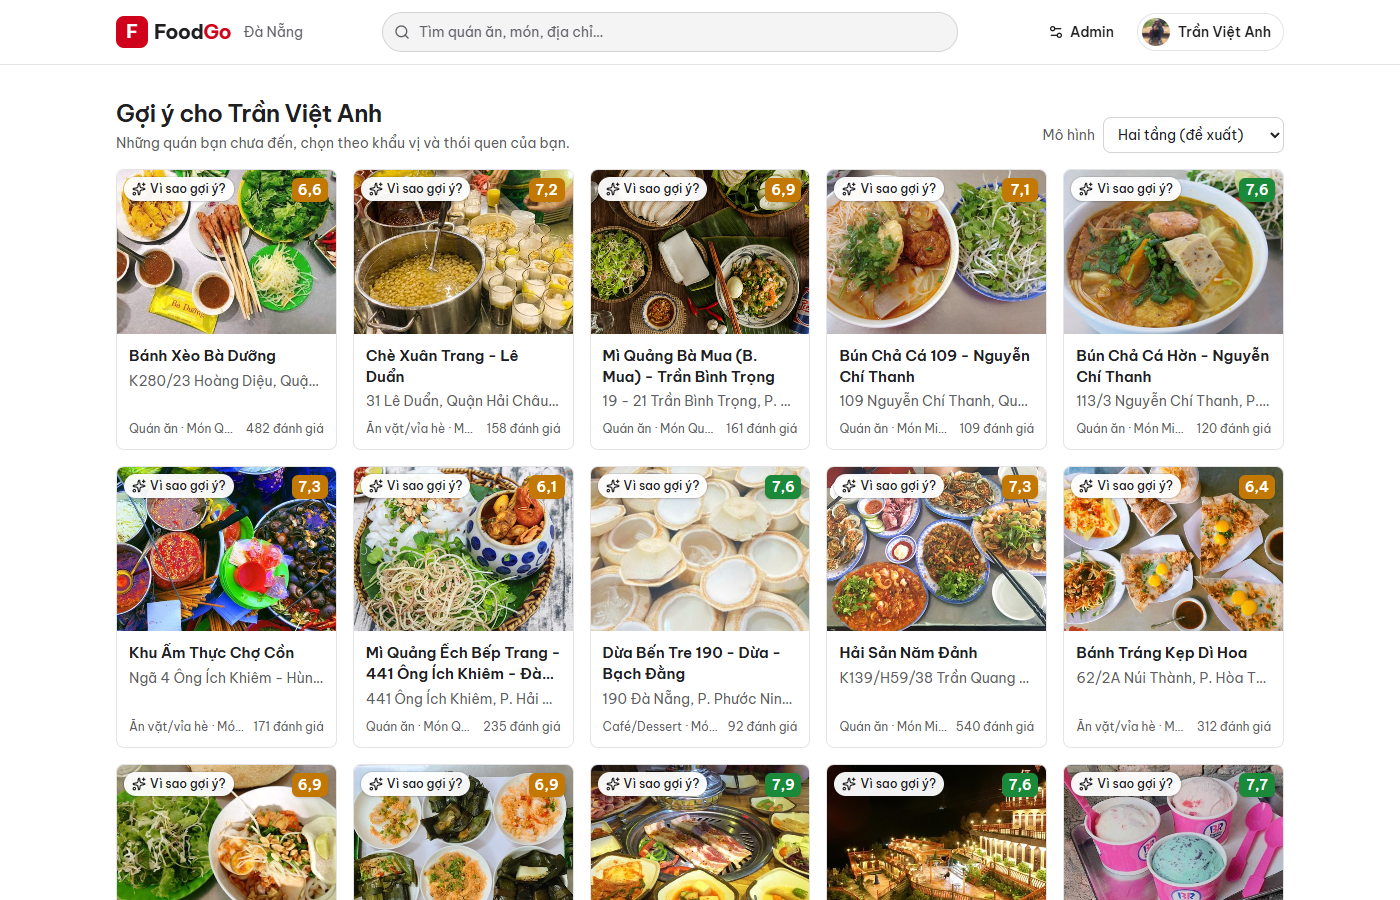 F FoodGo Đà Nẵng
Tìm quán ăn, món, địa chỉ...
Admin
Trần Việt Anh
Gợi ý cho Trần Việt Anh
Những quán bạn chưa đến, chọn theo khẩu vị và thói quen của bạn.
Mô hình Hai tầng (đề xuất)
Vì sao gợi ý? 6,6
Bánh Xèo Bà Dưỡng
K280/23 Hoàng Diệu, Quậ...
Quán ăn · Món Q... 482 đánh giá
Vì sao gợi ý? 7,2
Chè Xuân Trang - Lê
Duẩn
31 Lê Duẩn, Quận Hải Châu...
Ăn vặt/vỉa hè · M... 158 đánh giá
Vì sao gợi ý? 6,9
Mì Quảng Bà Mua (B.
Mua) - Trần Bình Trọng
19 - 21 Trần Bình Trọng, P. ...
Quán ăn · Món Qu... 161 đánh giá
Vì sao gợi ý? 7,1
Bún Chả Cá 109 - Nguyễn
Chí Thanh
109 Nguyễn Chí Thanh, Qu...
Quán ăn · Món Mi... 109 đánh giá
Vì sao gợi ý? 7,6
Bún Chả Cá Hờn - Nguyễn
Chí Thanh
113/3 Nguyễn Chí Thanh, P....
Quán ăn · Món Mi... 120 đánh giá
Vì sao gợi ý? 7,3
Khu Ẩm Thực Chợ Cồn
Ngã 4 Ông Ích Khiêm - Hùn...
Ăn vặt/vỉa hè · Mó... 171 đánh giá
Vì sao gợi ý? 6,1
Mì Quảng Ếch Bếp Trang -
441 Ông Ích Khiêm - Đà...
441 Ông Ích Khiêm, P. Hải ...
Quán ăn · Món Q... 235 đánh giá
Vì sao gợi ý? 7,6
Dừa Bến Tre 190 - Dừa -
Bạch Đằng
190 Đà Nẵng, P. Phước Nin...
Café/Dessert · Mó... 92 đánh giá
Vì sao gợi ý? 7,3
Hải Sản Năm Đảnh
K139/H59/38 Trần Quang ...
Quán ăn · Món Mi... 540 đánh giá
Vì sao gợi ý? 6,4
Bánh Tráng Kẹp Dì Hoa
62/2A Núi Thành, P. Hòa T...
Ăn vặt/vỉa hè · M... 312 đánh giá
Vì sao gợi ý? 6,9
Vì sao gợi ý? 6,9
Vì sao gợi ý? 7,9
Vì sao gợi ý? 7,6
Vì sao gợi ý? 7,7